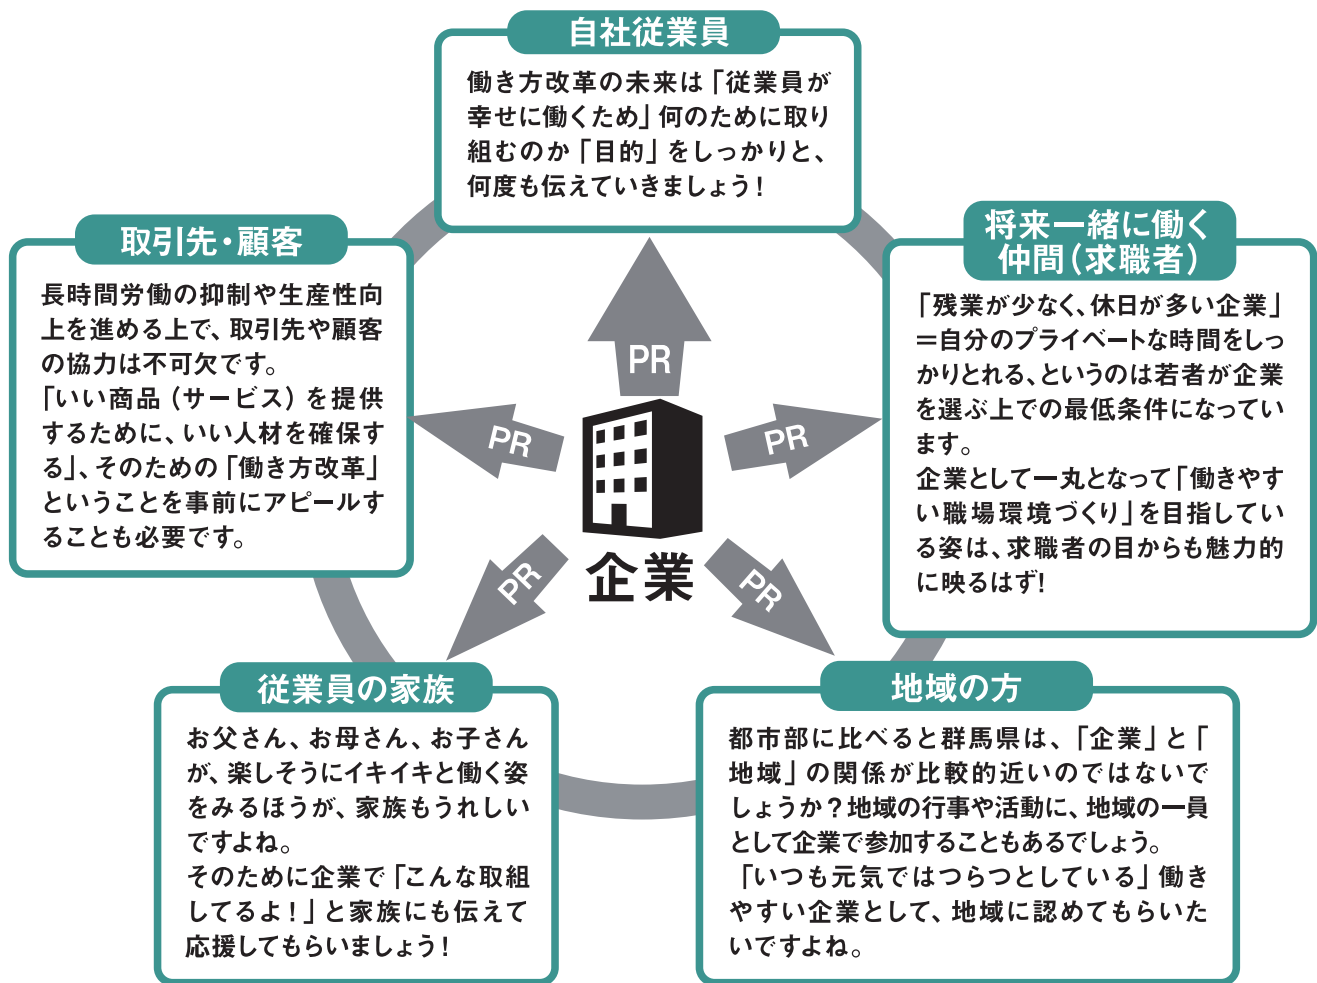 自社従業員
働き方改革の未来は「従業員が
幸せに働くため」何のために取り
組むのか「目的」をしっかりと、
何度も伝えていきましょう！
取引先・顧客
長時間労働の抑制や生産性向
上を進める上で、取引先や顧客
の協力は不可欠です。
「いい商品（サービス）を提供
するために、いい人材を確保す
る」、そのための「働き方改革」
ということを事前にアピールす
ることも必要です。
将来一緒に働く
仲間（求職者）
「残業が少なく、休日が多い企業」
＝自分のプライベートな時間をしっ
かりとれる、というのは若者が企業
を選ぶ上での最低条件になってい
ます。
企業として一丸となって「働きやす
い職場環境づくり」を目指してい
る姿は、求職者の目からも魅力的
に映るはず！
PR
PR
PR
PR
PR
企業
従業員の家族
お父さん、お母さん、お子さん
が、楽しそうにイキイキと働く姿
をみるほうが、家族もうれしい
ですよね。
そのために企業で「こんな取組
してるよ！」と家族にも伝えて
応援してもらいましょう！
地域の方
都市部に比べると群馬県は、「企業」と「
地域」の関係が比較的近いのではないで
しょうか？地域の行事や活動に、地域の一員
として企業で参加することもあるでしょう。
「いつも元気ではつらつとしている」働き
やすい企業として、地域に認めてもらいた
いですよね。